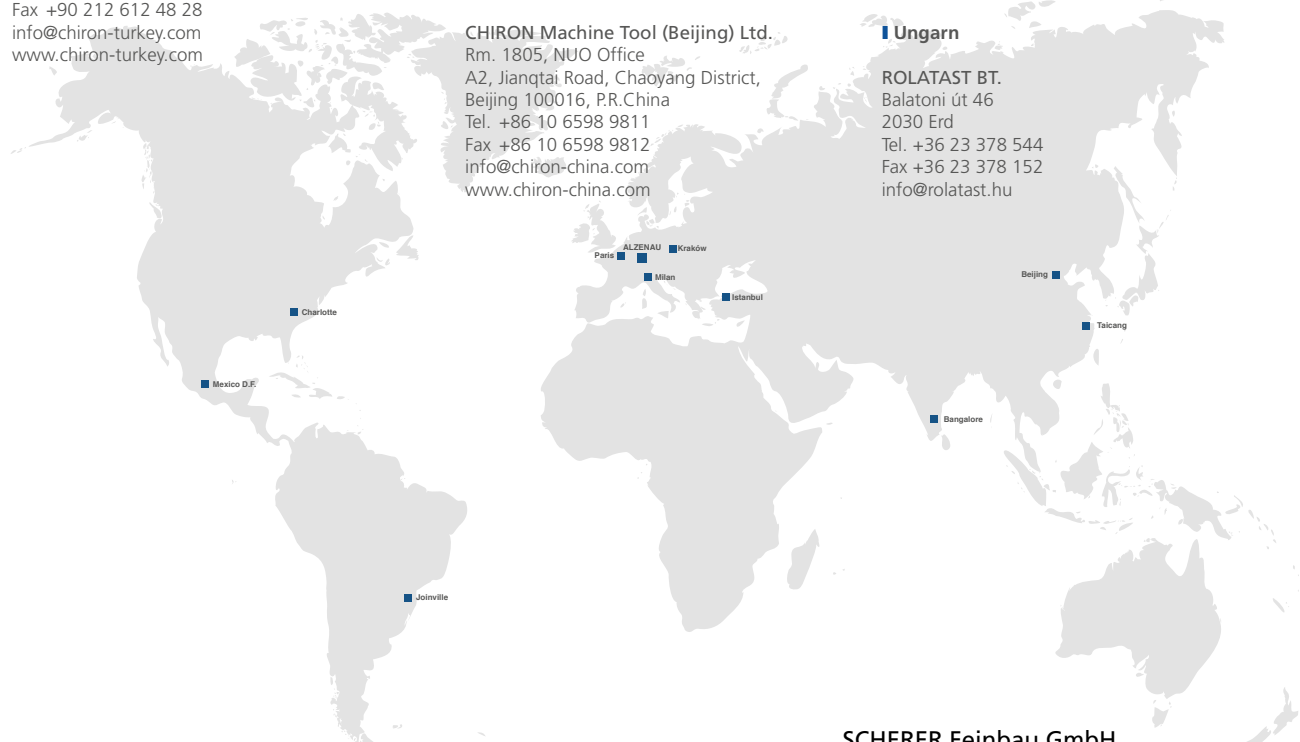 Fax +90 212 612 48 28
info@chiron-turkey.com
www.chiron-turkey.com
CHIRON Machine Tool (Beijing) Ltd.
Rm. 1805, NUO Office
A2, Jiangtai Road, Chaoyang District,
Beijing 100016, P.R.China
Tel. +86 10 6598 9811
Fax +86 10 6598 9812
info@chiron-china.com
www.chiron-china.com
Ungarn
ROLATAST BT.
Balatoni út 46
2030 Erd
Tel. +36 23 378 544
Fax +36 23 378 152
info@rolatast.hu
ALZENAU
Kraków
Paris
Milan
Istanbul
Beijing
Charlotte
Taicang
Mexico D.F.
Bangalore
Joinville
SCHERER Feinbau GmbH